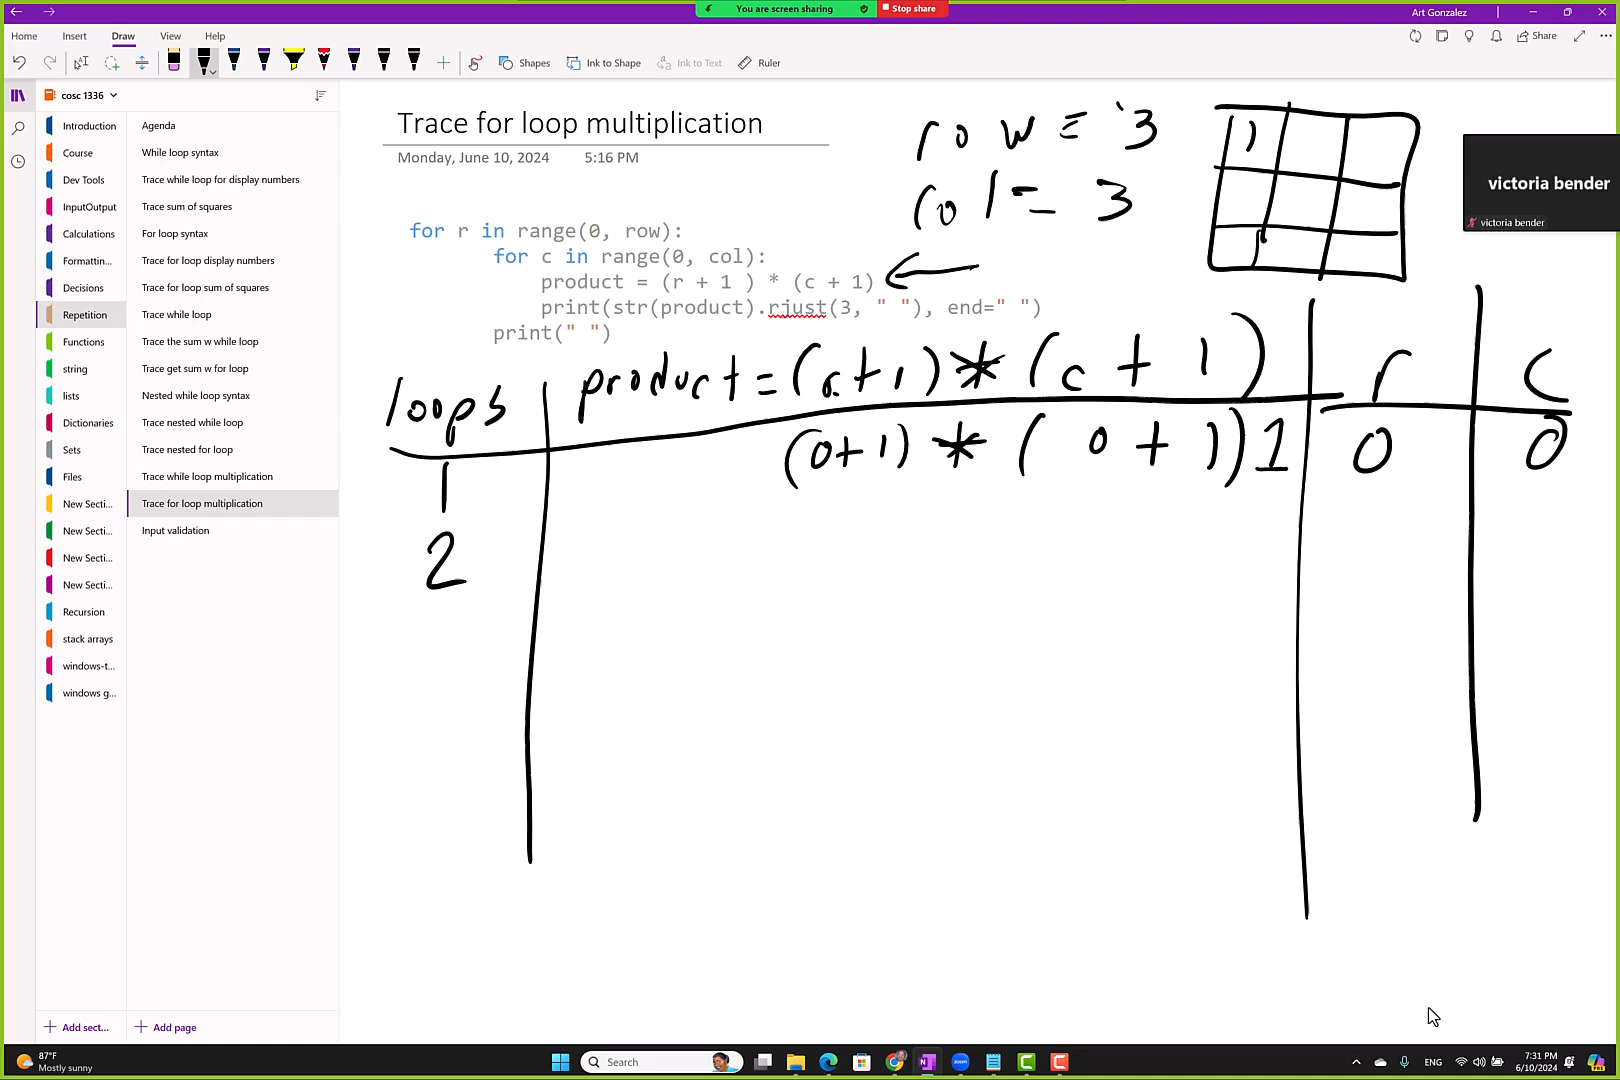 You are screen sharing
Stop share
Art Gonzalez
Home Insert Draw View Help
Share
Shapes Ink to Shape Ink to Text Ruler
cosc 1336
Introduction
Course
Dev Tools
InputOutput
Calculations
Formattin...
Decisions
Repetition
Functions
string
lists
Dictionaries
Sets
Files
New Secti...
New Secti...
New Secti...
New Secti...
Recursion
stack arrays
windows-t...
windows g...
Add sect...
Agenda
While loop syntax
Trace while loop for display numbers
Trace sum of squares
For loop syntax
Trace for loop display numbers
Trace for loop sum of squares
Trace while loop
Trace the sum w while loop
Trace get sum w for loop
Nested while loop syntax
Trace nested while loop
Trace nested for loop
Trace while loop multiplication
Trace for loop multiplication
Input validation
Add page
Trace for loop multiplication
Monday, June 10, 2024 5:16 PM
for r in range(0, row):
for c in range(0, col):
product = (r + 1 ) * (c + 1)
print(str(product).rjust(3, " "), end=" ")
print(" ")
row = 3
col = 3
victoria bender
victoria bender
loops product = (r+1) * (c + 1) r c
1 (0+1) * ( 0 + 1) 1 0 0
2
87°F
Mostly sunny
Search
ENG
7:31 PM
6/10/2024